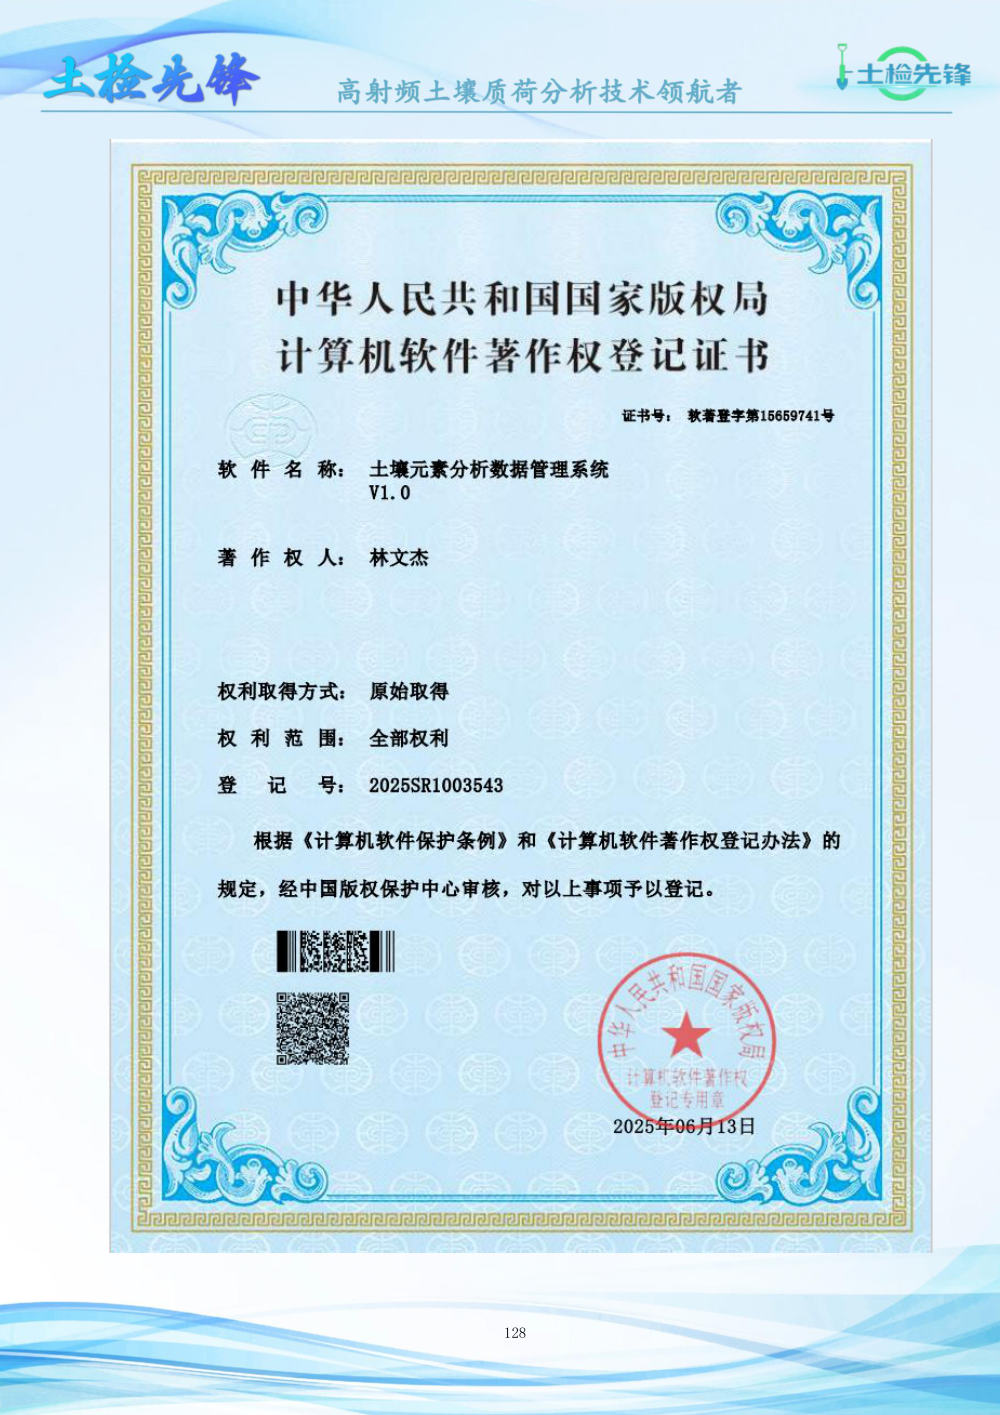 土检先锋
高射频土壤质荷分析技术领航者
土检先锋
中华人民共和国国家版权局
计算机软件著作权登记证书
证书号： 软著登字第15659741号
软件名称： 土壤元素分析数据管理系统
V1.0
著作权人： 林文杰
权利取得方式： 原始取得
权利范围： 全部权利
登记号： 2025SR1003543
根据《计算机软件保护条例》和《计算机软件著作权登记办法》的
规定，经中国版权保护中心审核，对以上事项予以登记。
中华人民共和国国家版权局
计算机软件著作权
登记专用章
2025年06月13日
128